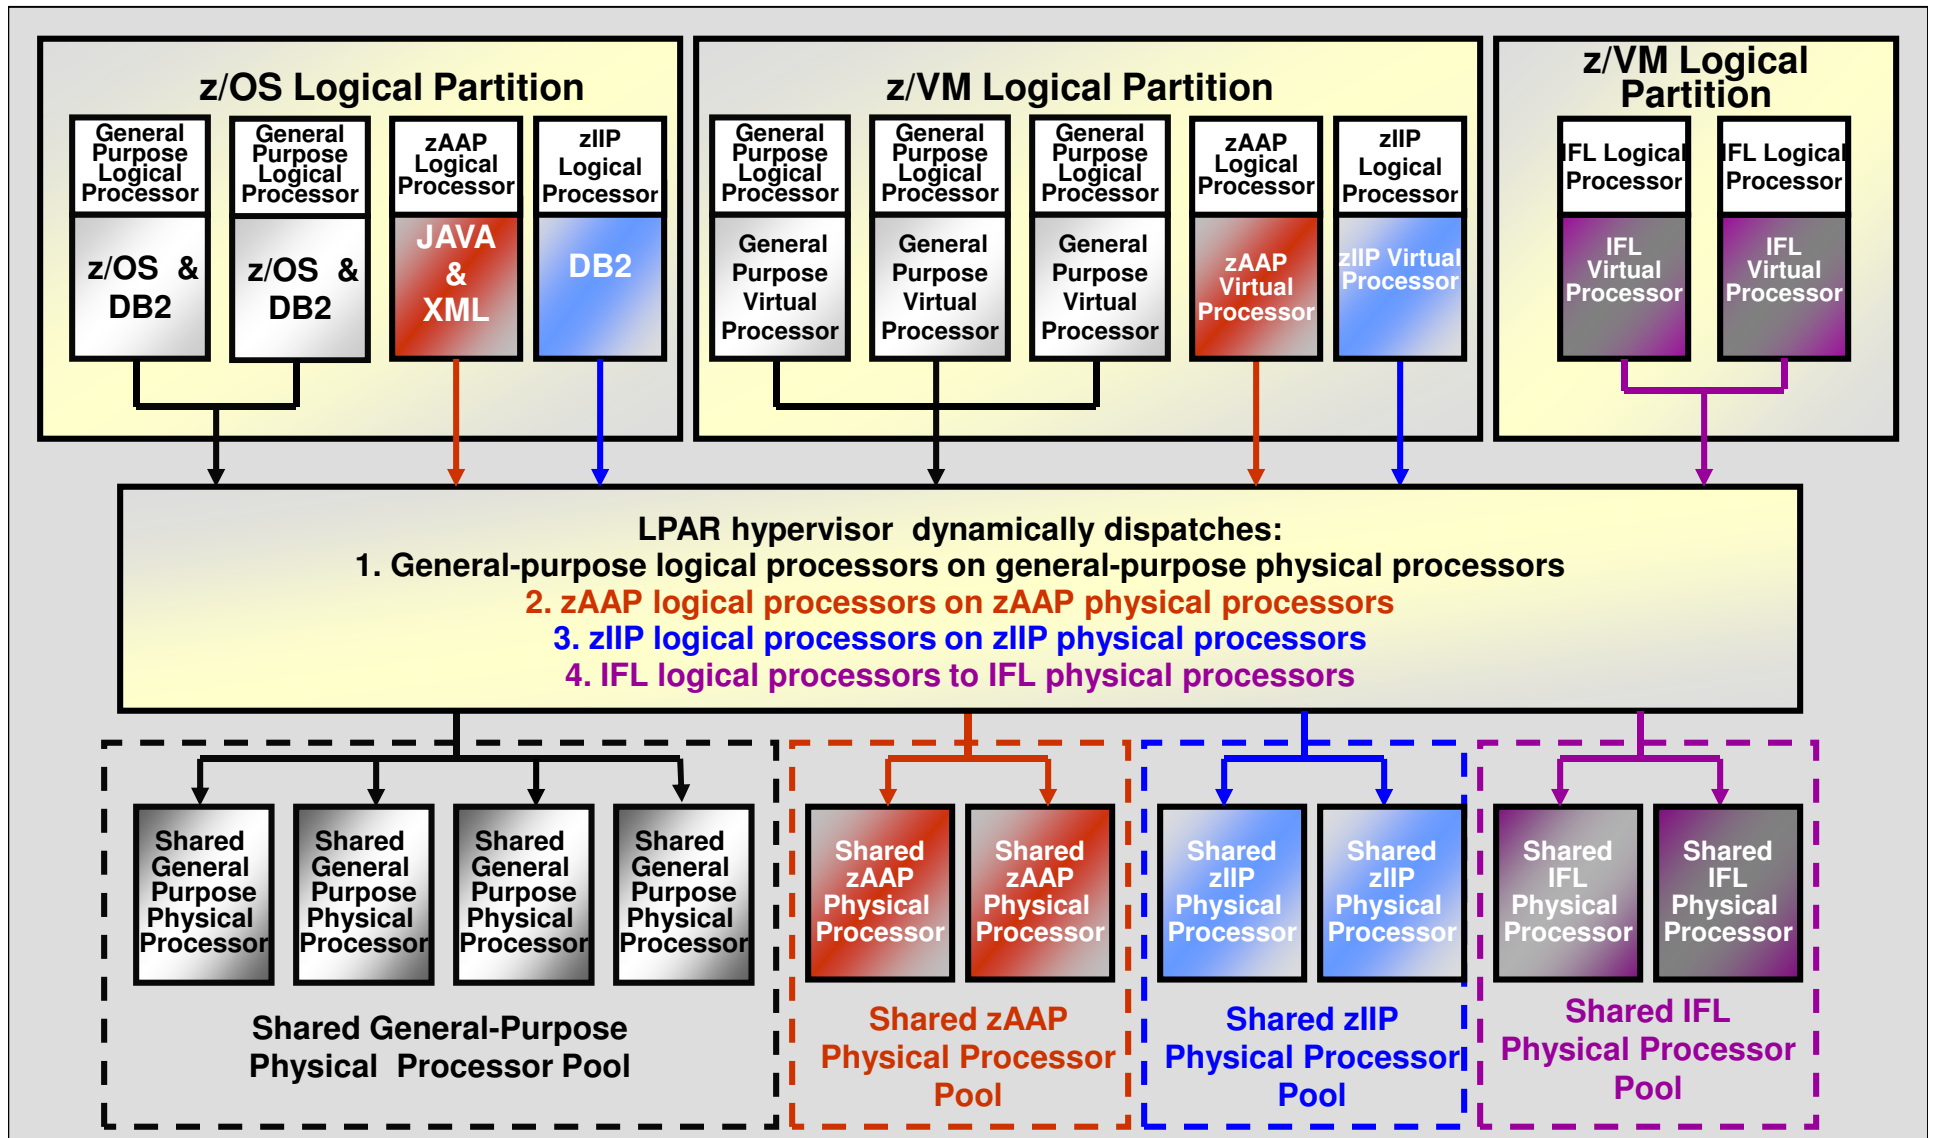 z/OS Logical Partition
General
Purpose
Logical
Processor
z/OS & 
DB2
General
Purpose
Logical
Processor
z/OS & 
DB2
zAAP
Logical
Processor
JAVA
&
XML
zIIP
Logical
Processor
DB2
z/VM Logical Partition
General
Purpose
Logical
Processor
General
Purpose
Virtual
Processor
General
Purpose
Logical
Processor
General
Purpose
Virtual
Processor
General
Purpose
Logical
Processor
General
Purpose
Virtual
Processor
zAAP
Logical
Processor
zAAP
Virtual
Processor
zIIP
Logical
Processor
zIIP Virtual
Processor
z/VM Logical
Partition
IFL Logical
Processor
IFL
Virtual
Processor
IFL Logical
Processor
IFL
Virtual
Processor
LPAR hypervisor dynamically dispatches:
1. General-purpose logical processors on general-purpose physical processors
2. zAAP logical processors on zAAP physical processors
3. zIIP logical processors on zIIP physical processors
4. IFL logical processors to IFL physical processors
Shared
General
Purpose
Physical
Processor
Shared
General
Purpose
Physical
Processor
Shared
General
Purpose
Physical
Processor
Shared
General
Purpose
Physical
Processor
Shared General-Purpose
Physical Processor Pool
Shared
zAAP
Physical
Processor
Shared
zAAP
Physical
Processor
Shared zAAP
Physical Processor
Pool
Shared
zIIP
Physical
Processor
Shared
zIIP
Physical
Processor
Shared zIIP
Physical Processor
Pool
Shared
IFL
Physical
Processor
Shared
IFL
Physical
Processor
Shared IFL
Physical Processor
Pool